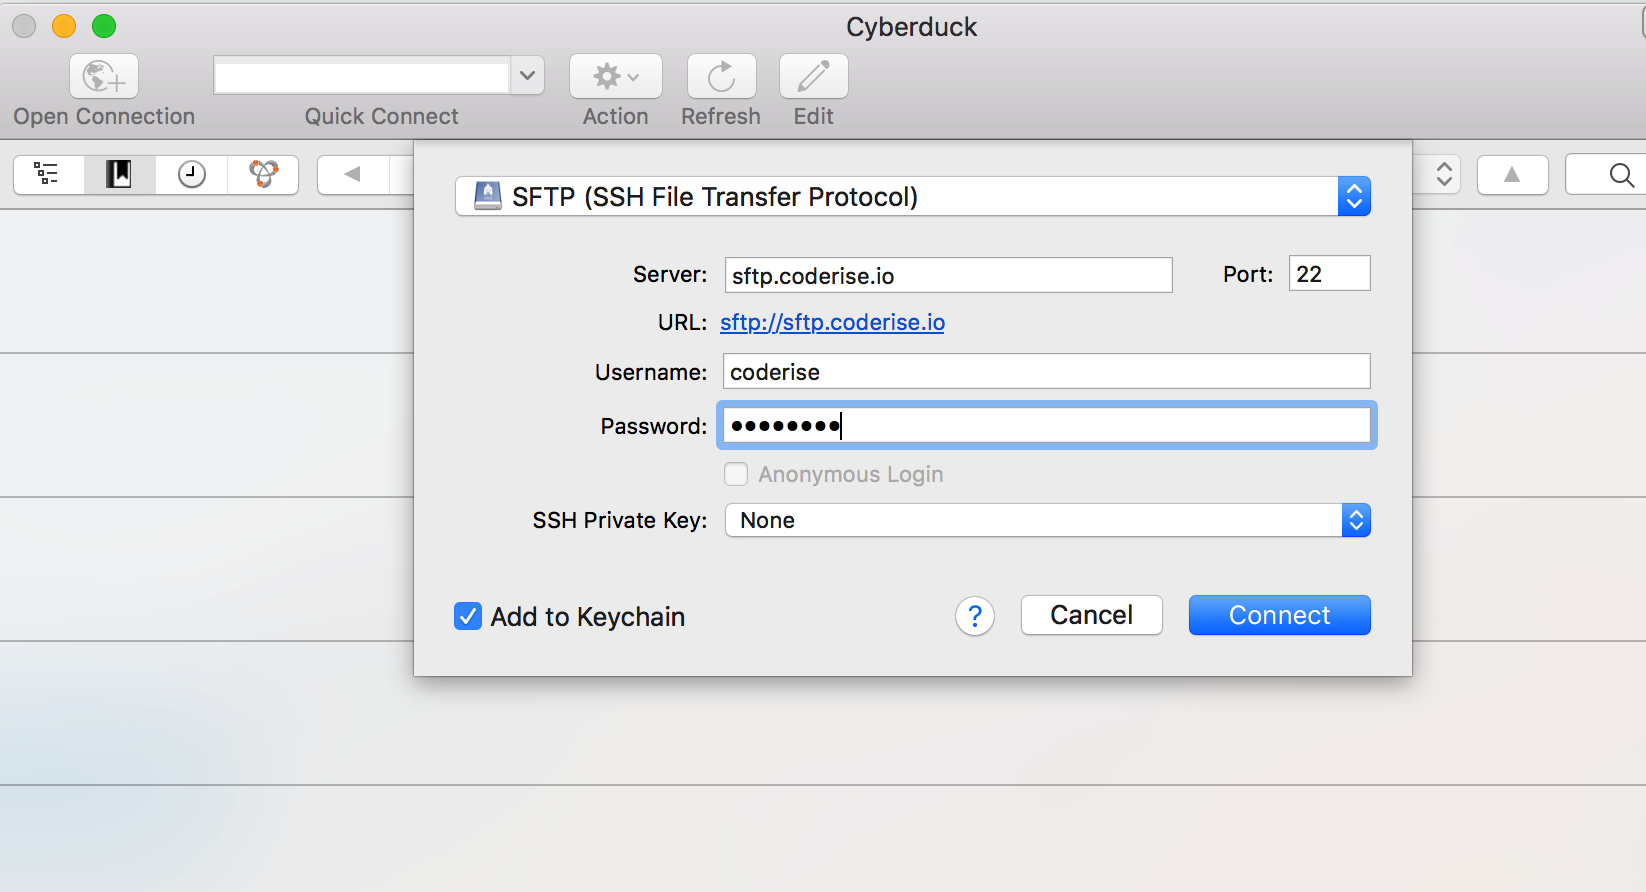 Cyberduck
Open Connection
Quick Connect
Action
Refresh
Edit
SFTP (SSH File Transfer Protocol)
Server: sftp.coderise.io Port: 22
URL: sftp://sftp.coderise.io
Username: coderise
Password: ••••••••
Anonymous Login
SSH Private Key: None
Add to Keychain ? Cancel Connect